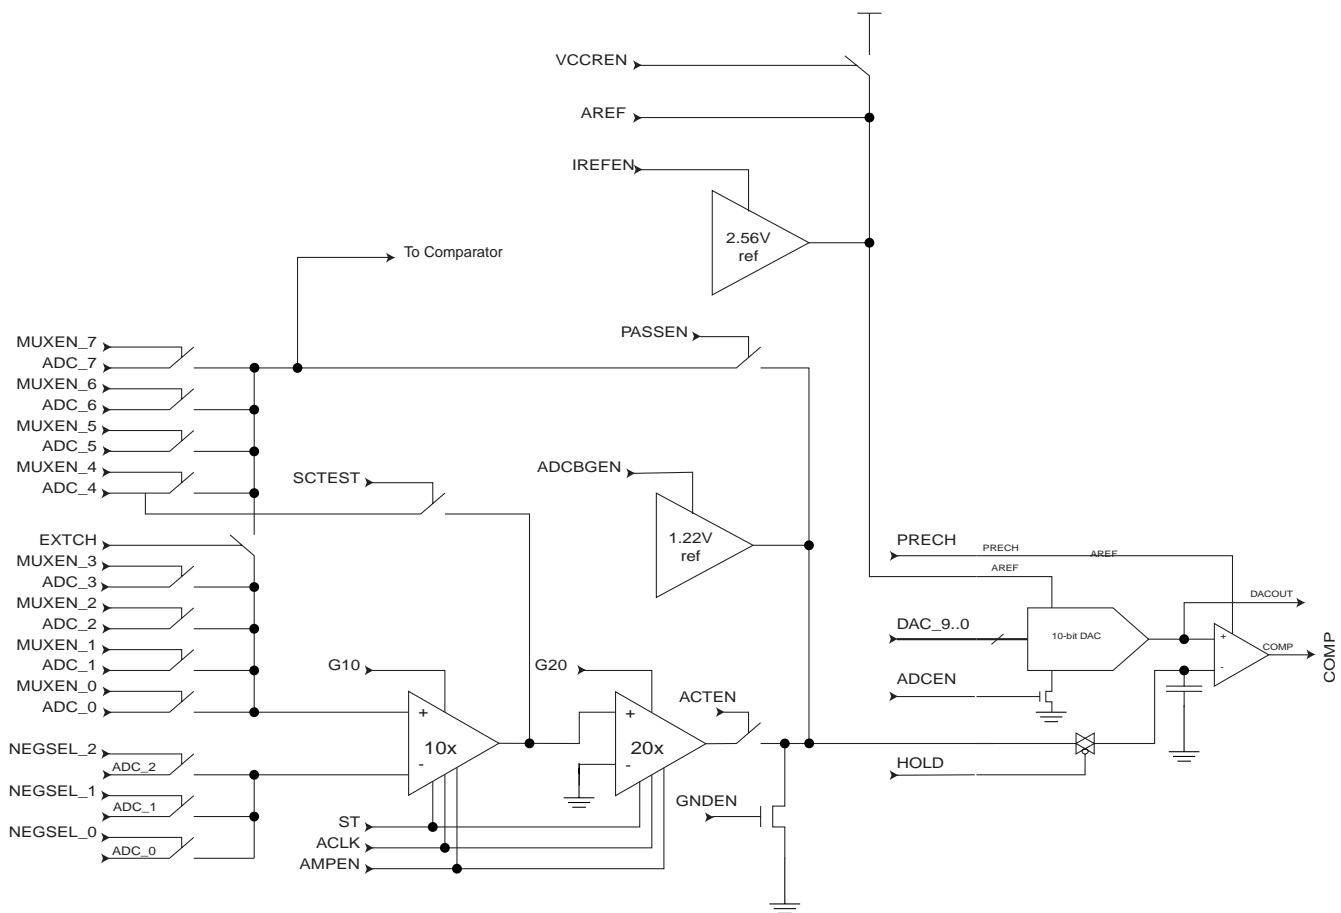 VCCREN
AREF
IREFEN
2.56V
ref
To Comparator
PASSEN
MUXEN_7
ADC_7
MUXEN_6
ADC_6
MUXEN_5
ADC_5
MUXEN_4
ADC_4
SCTEST
ADCBGEN
1.22V
ref
EXTCH
MUXEN_3
ADC_3
MUXEN_2
ADC_2
MUXEN_1
ADC_1
MUXEN_0
ADC_0
PRECH
PRECH
AREF
AREF
DACOUT
DAC_9..0
10-bit DAC
+
-
COMP
COMP
ADCEN
G10
G20
ACTEN
+
10x
-
+
20x
-
NEGSEL_2
ADC_2
NEGSEL_1
ADC_1
NEGSEL_0
ADC_0
HOLD
GNDEN
ST
ACLK
AMPEN